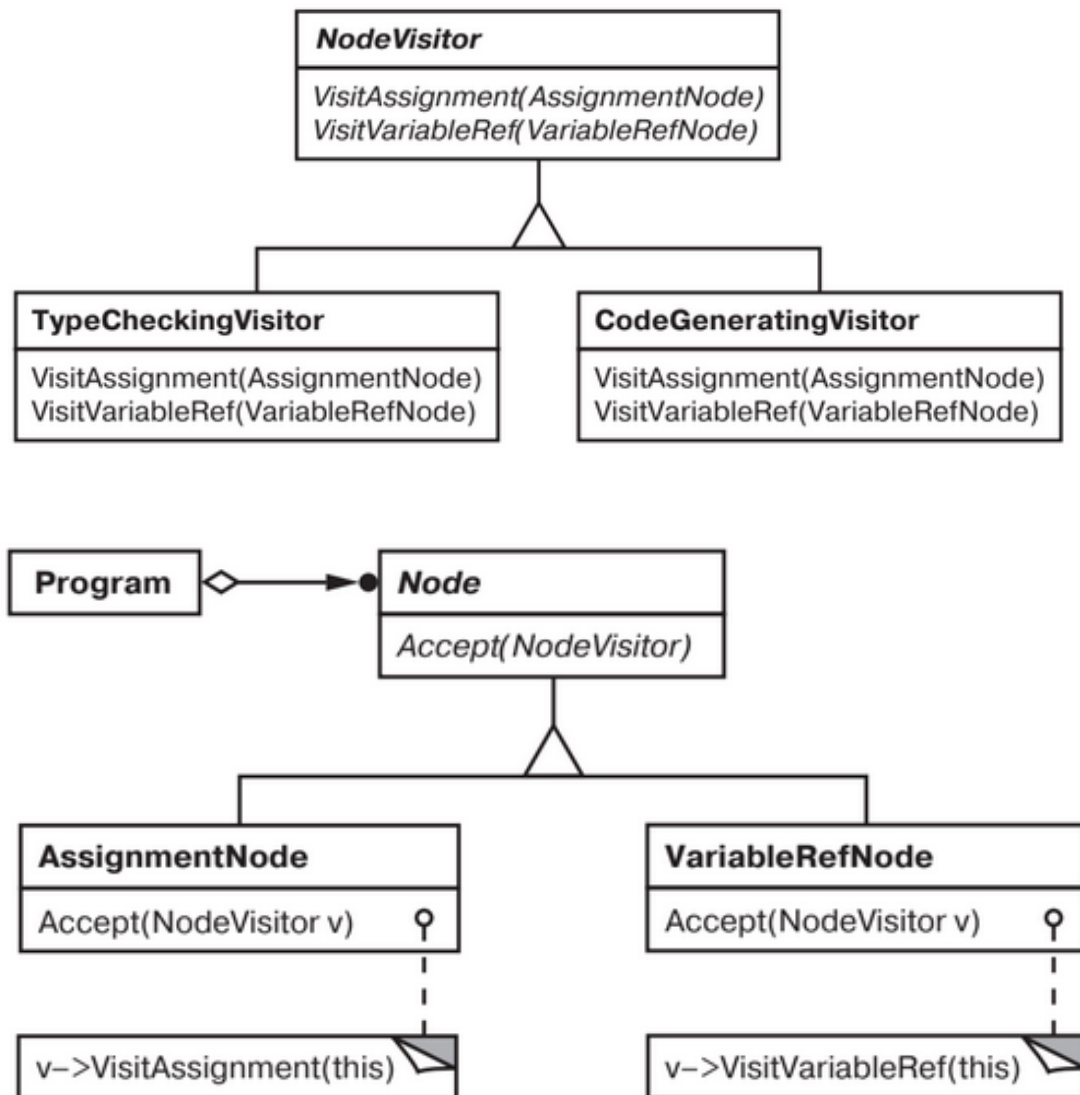 NodeVisitor
VisitAssignment(AssignmentNode)
VisitVariableRef(VariableRefNode)
TypeCheckingVisitor
VisitAssignment(AssignmentNode)
VisitVariableRef(VariableRefNode)
CodeGeneratingVisitor
VisitAssignment(AssignmentNode)
VisitVariableRef(VariableRefNode)
Program
Node
Accept(NodeVisitor)
AssignmentNode
Accept(NodeVisitor v)
v–>VisitAssignment(this)
VariableRefNode
Accept(NodeVisitor v)
v–>VisitVariableRef(this)